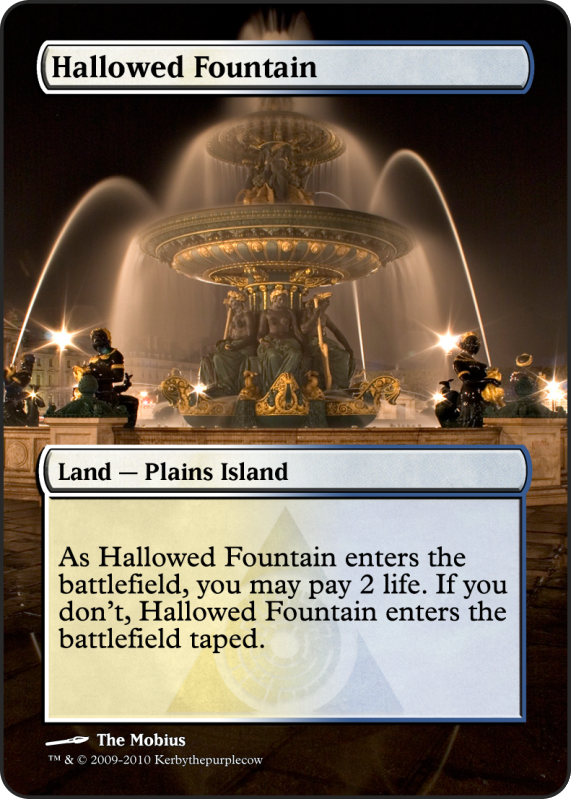 Hallowed Fountain
Land — Plains Island
As Hallowed Fountain enters the
battlefield, you may pay 2 life. If you
don't, Hallowed Fountain enters the
battlefield taped.
The Mobius
™ & © 2009-2010 Kerbythepurplecow